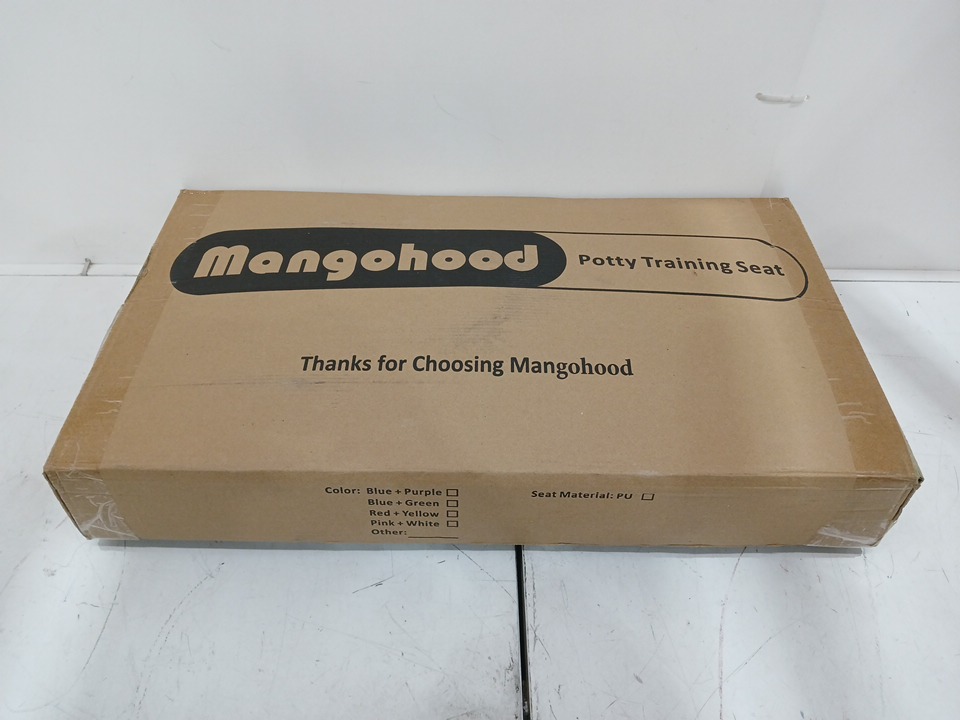 Mangohood Potty Training Seat
Thanks for Choosing Mangohood
Color: Blue + Purple □ Seat Material: PU □
Blue + Green □
Red + Yellow □
Pink + White □
Other: ________